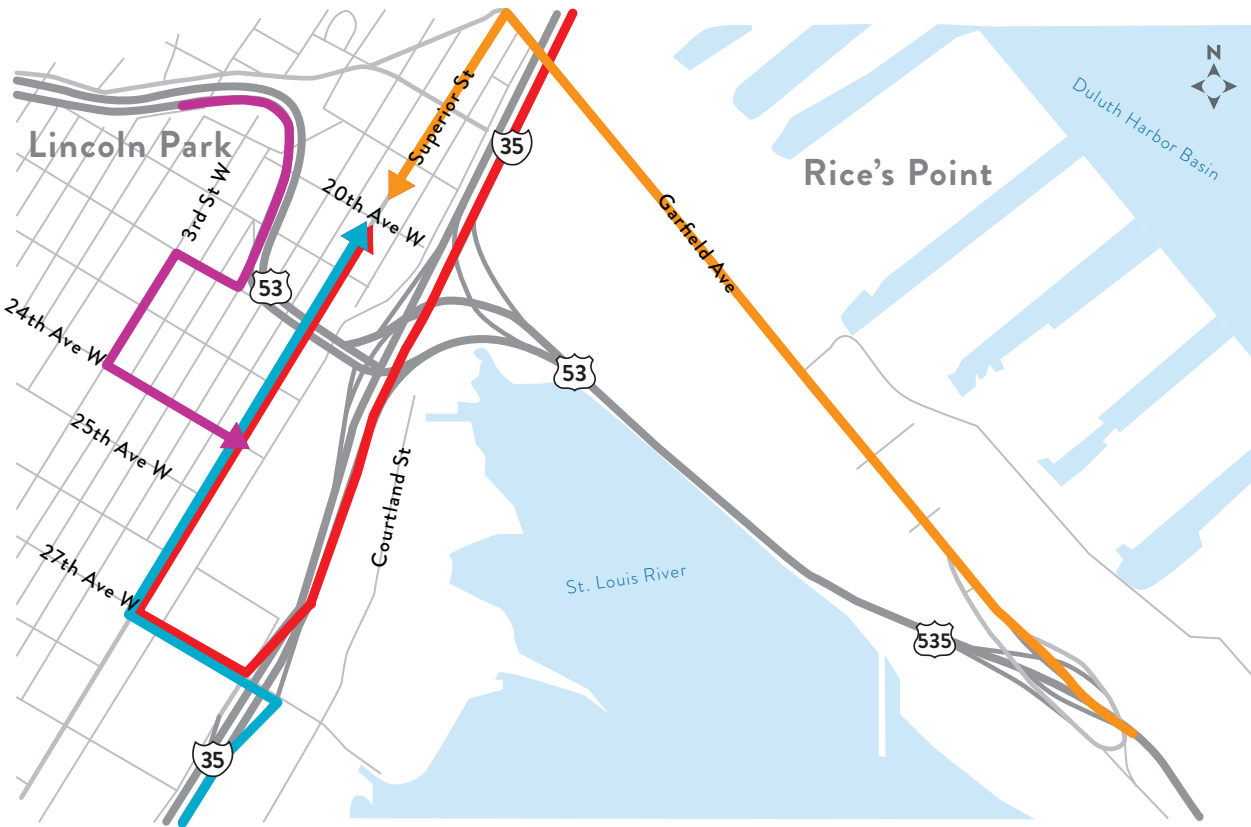 N
Duluth Harbor Basin
Superior St
35
Lincoln Park
Rice's Point
3rd St W
20th Ave W
Garfield Ave
53
24th Ave W
53
25th Ave W
Courtland St
27th Ave W
St. Louis River
535
35